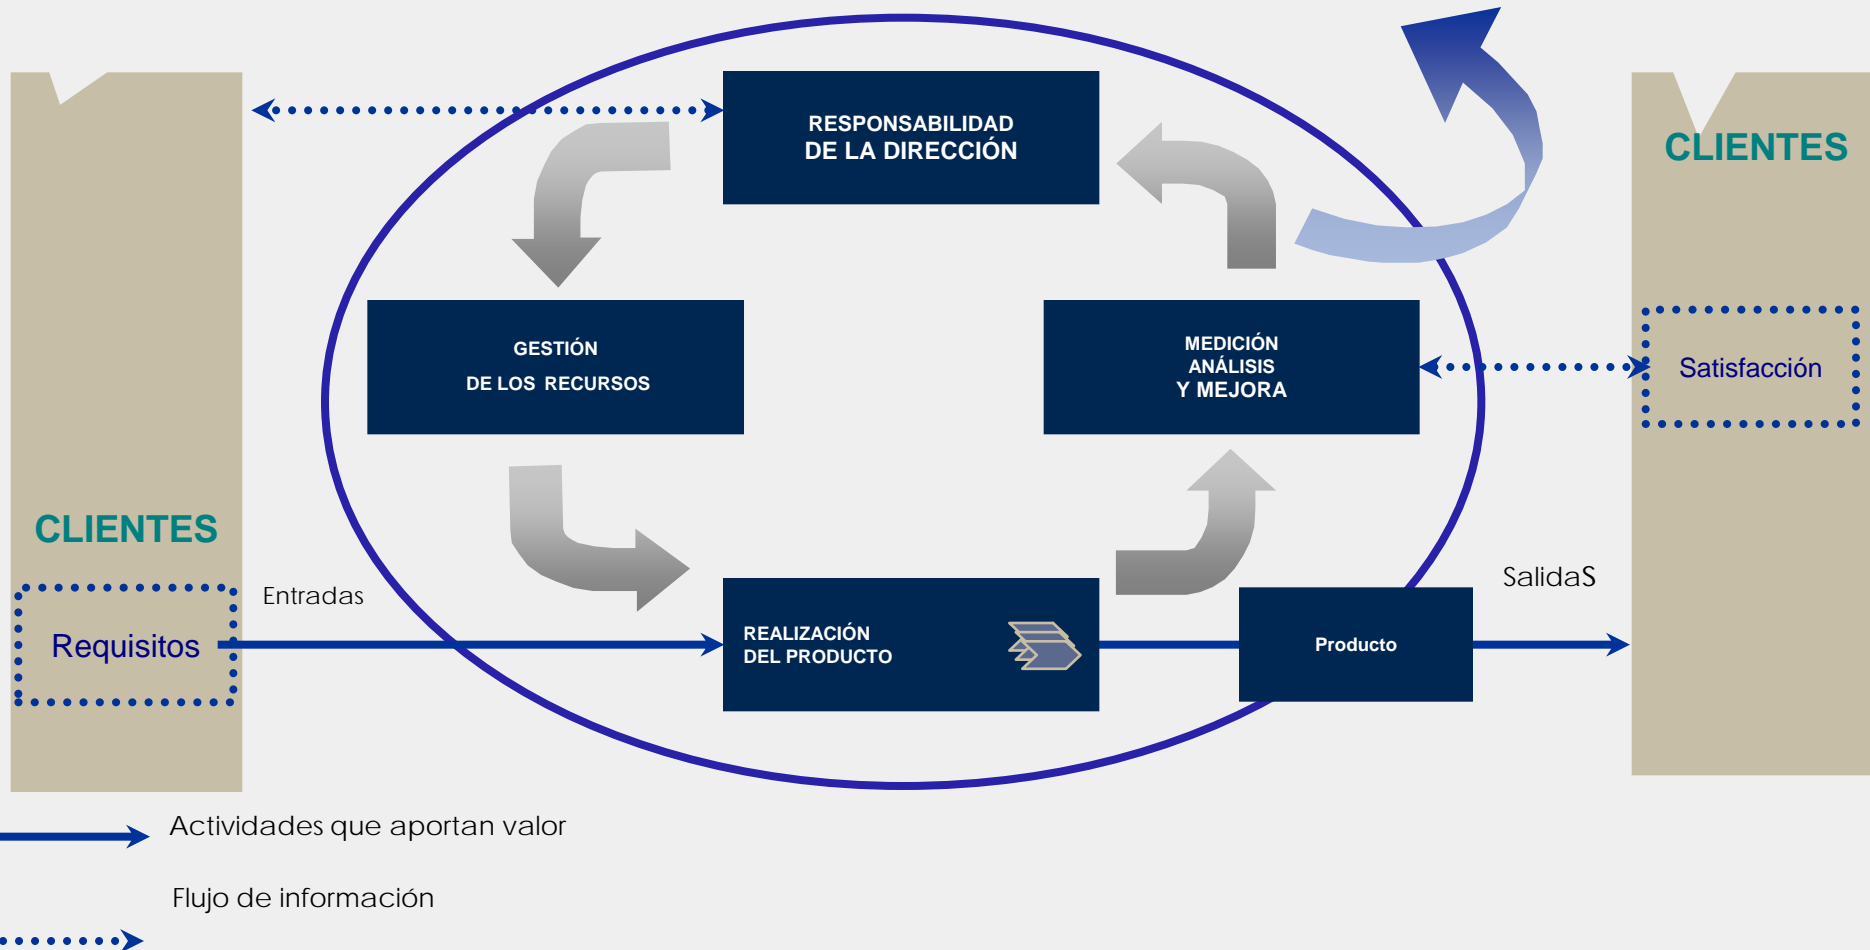 RESPONSABILIDAD
DE LA DIRECCIÓN
CLIENTES
GESTIÓN
DE LOS RECURSOS
MEDICIÓN
ANÁLISIS
Y MEJORA
Satisfacción
CLIENTES
Requisitos
Entradas
REALIZACIÓN
DEL PRODUCTO
Producto
SalidaS
Actividades que aportan valor
Flujo de información